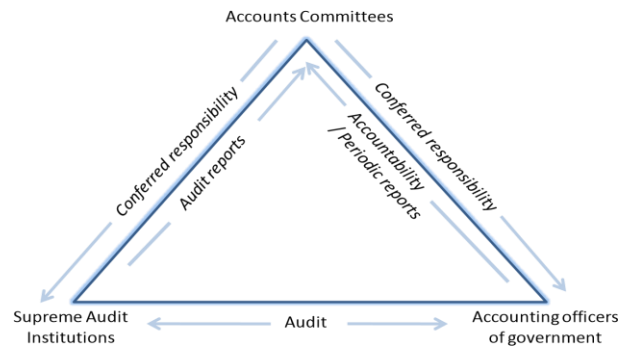 Accounts Committees
Conferred responsibility
Audit reports
Accountability
/ Periodic reports
Conferred responsibility
Supreme Audit
Institutions
Audit
Accounting officers
of government